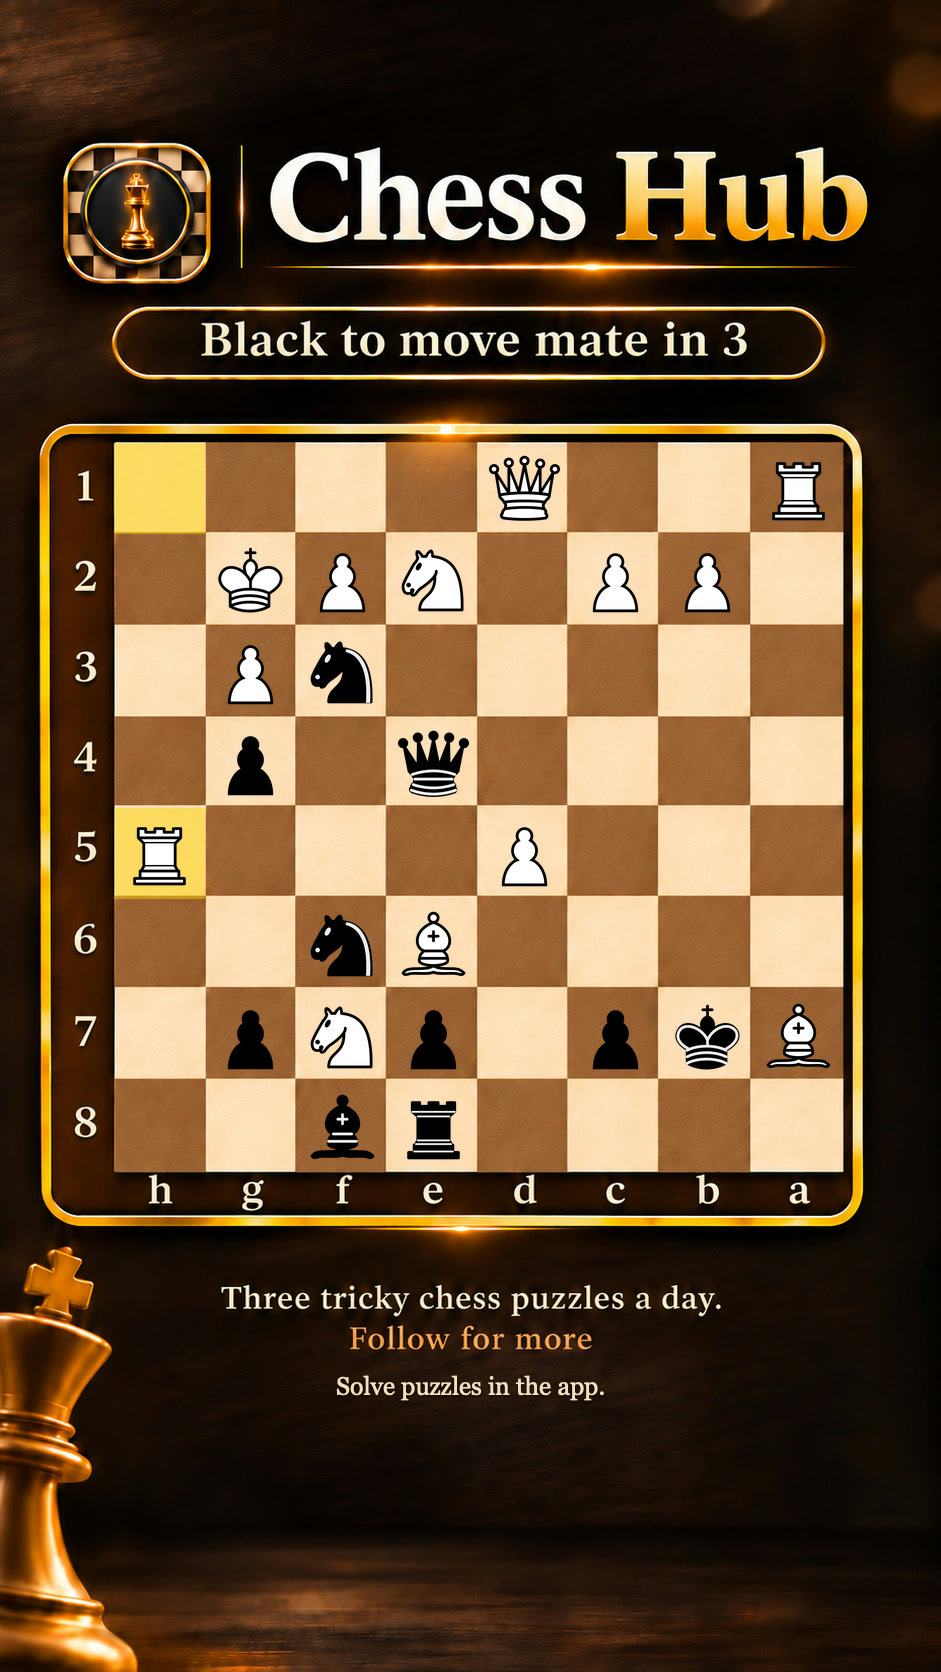 Chess Hub
Black to move mate in 3
1
2
3
4
5
6
7
8
h g f e d c b a
Three tricky chess puzzles a day.
Follow for more
Solve puzzles in the app.